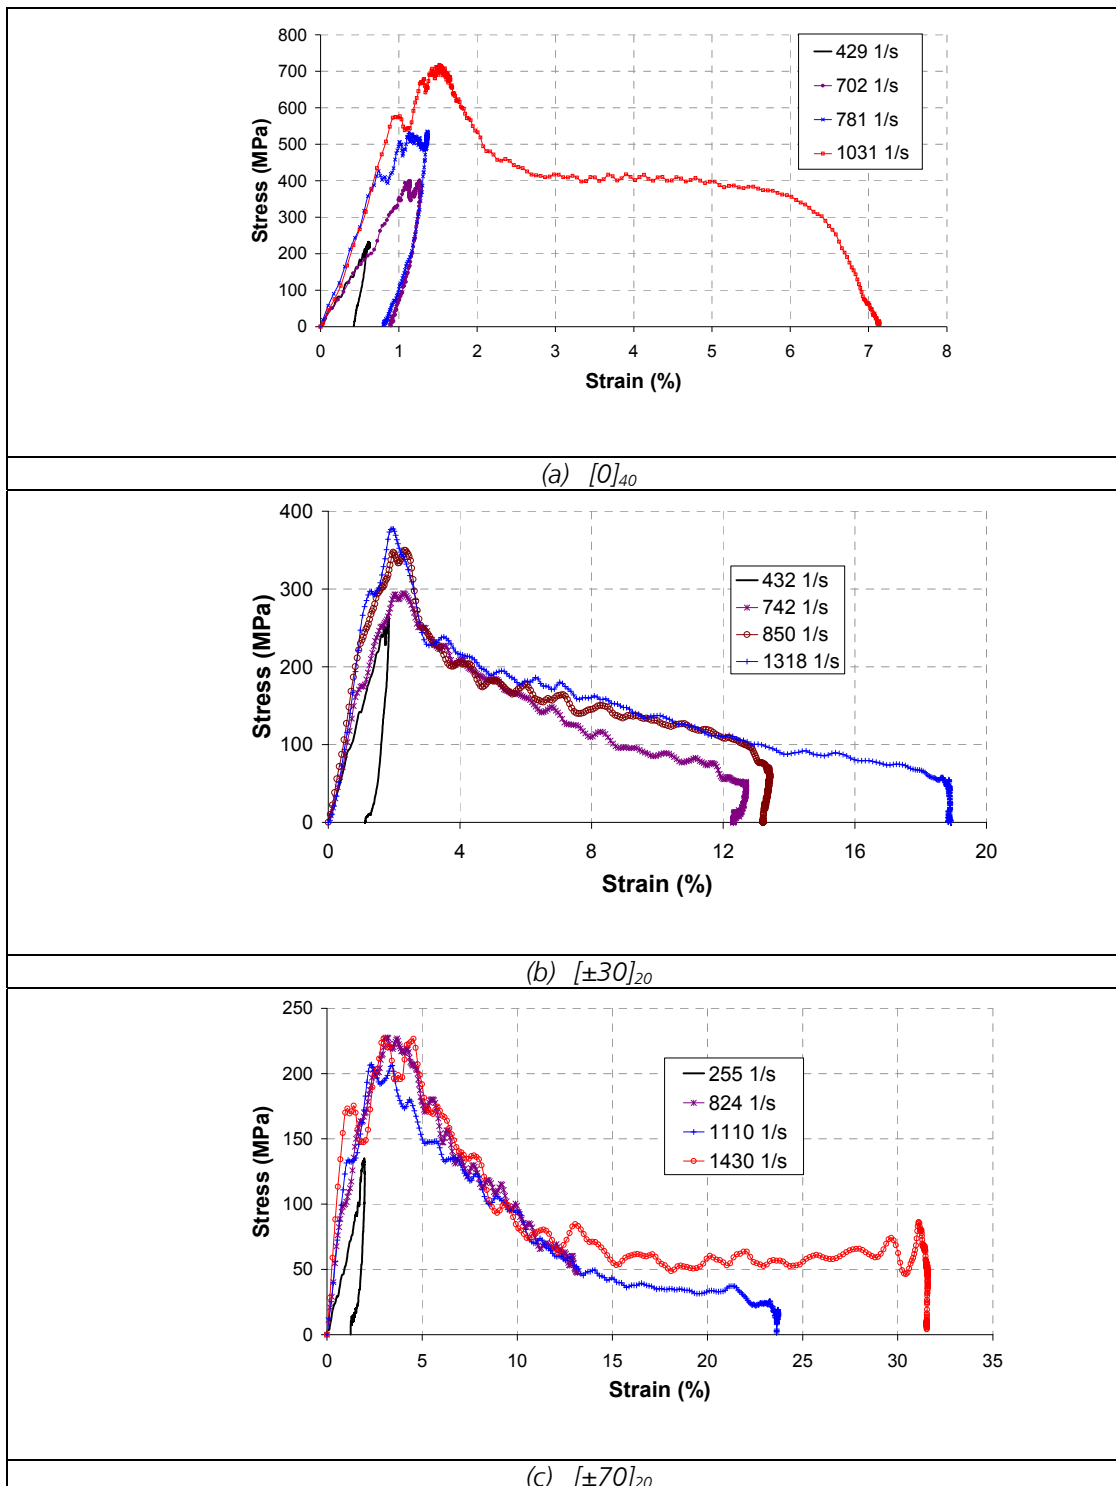 800
700
600
500
400
300
200
100
0
Stress (MPa)
429 1/s
702 1/s
781 1/s
1031 1/s
0 1 2 3 4 5 6 7 8
Strain (%)
(a) [0]40
400
300
200
100
0
Stress (MPa)
432 1/s
742 1/s
850 1/s
1318 1/s
0 4 8 12 16 20
Strain (%)
(b) [±30]20
250
200
150
100
50
0
Stress (MPa)
255 1/s
824 1/s
1110 1/s
1430 1/s
0 5 10 15 20 25 30 35
Strain (%)
(c) [±70]20